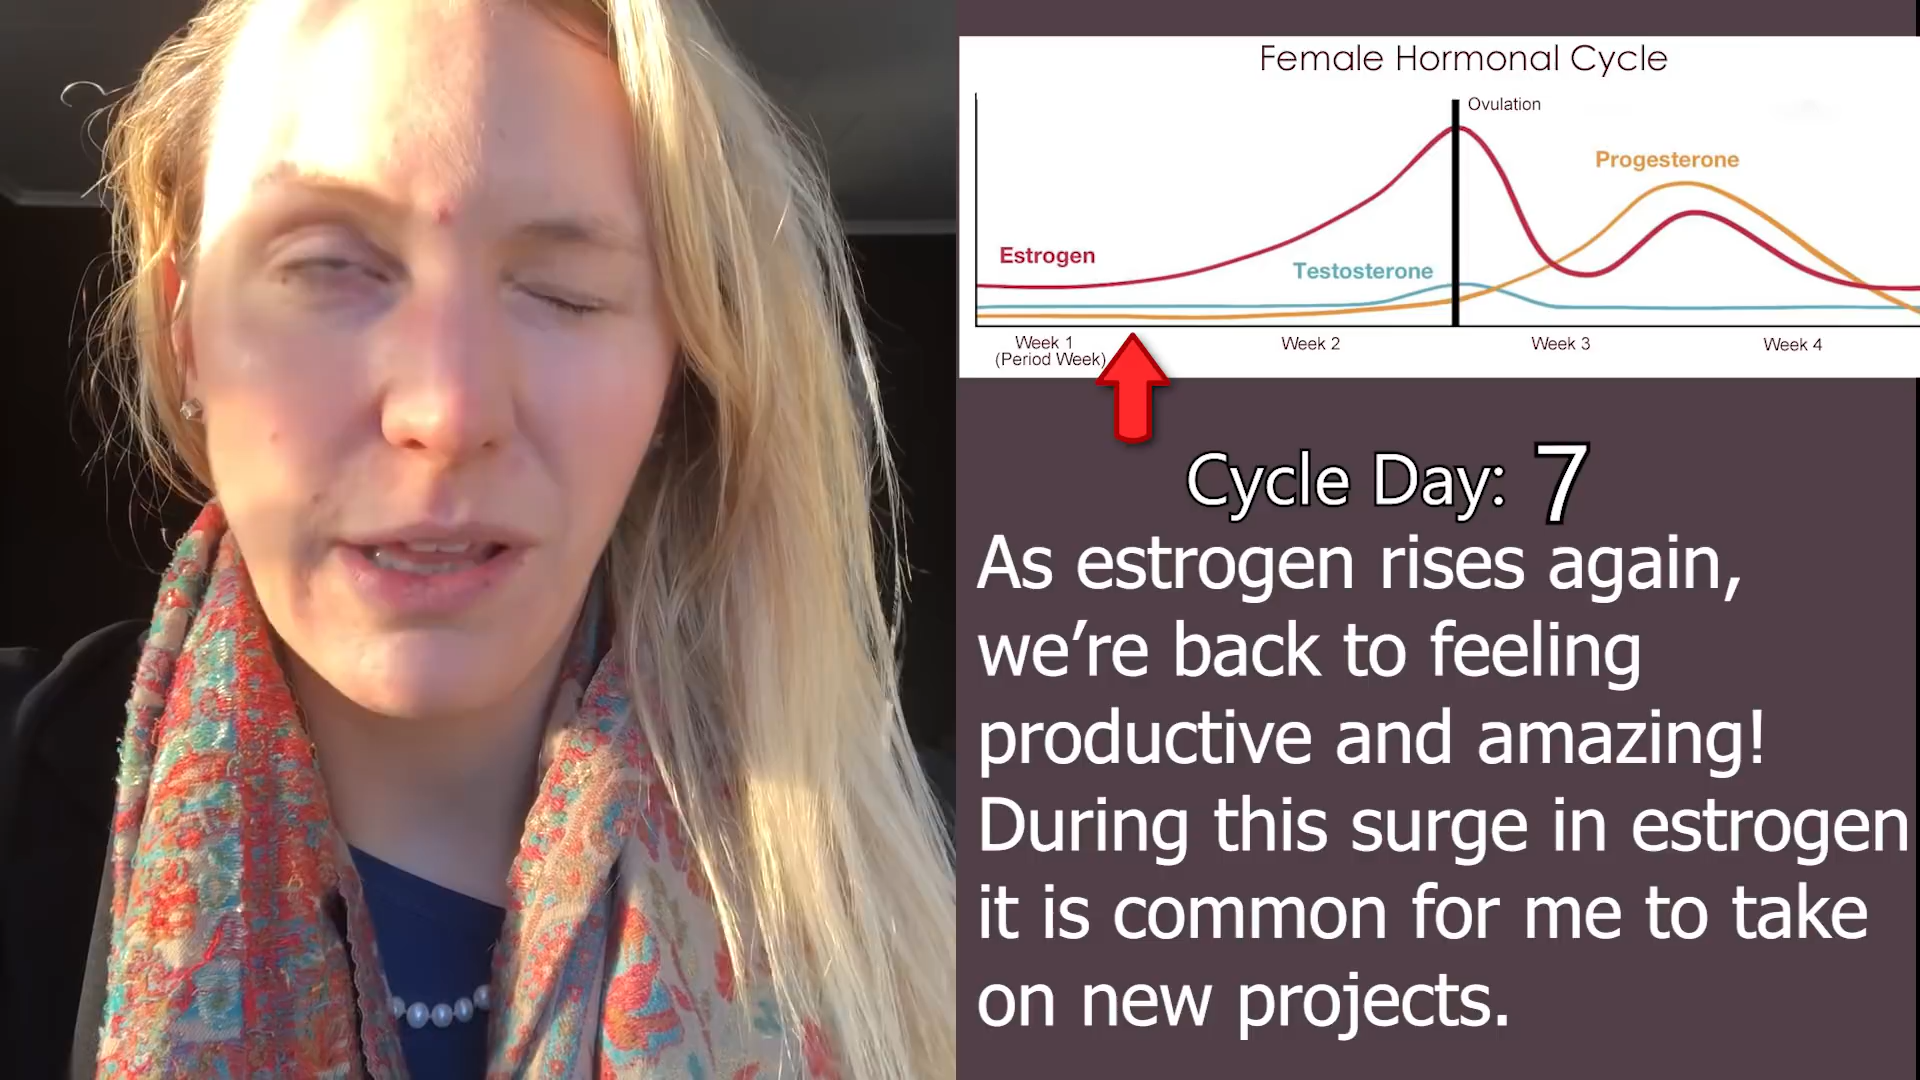 Female Hormonal Cycle
Ovulation
Progesterone
Estrogen
Testosterone
Week 1
(Period Week)
Week 2
Week 3
Week 4
Cycle Day: 7
As estrogen rises again,
we’re back to feeling
productive and amazing!
During this surge in estrogen
it is common for me to take
on new projects.